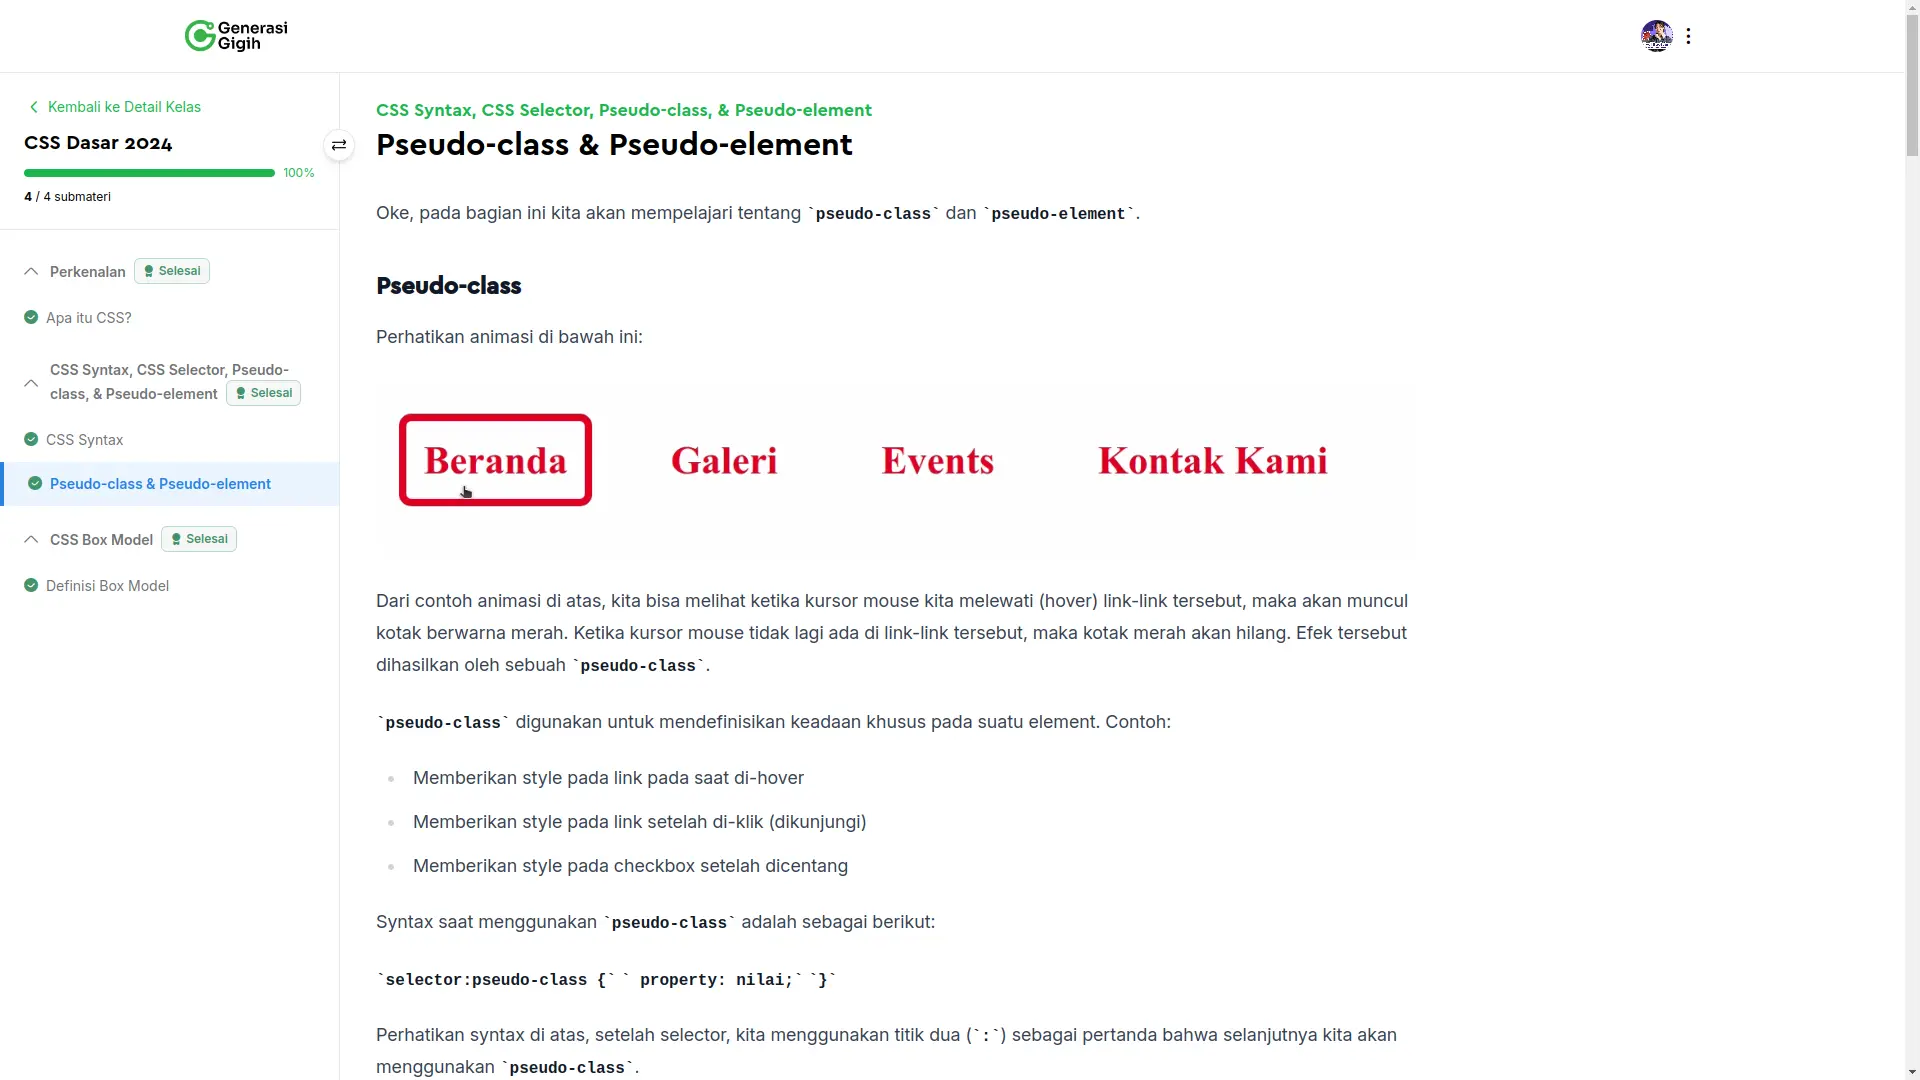 Generasi
Gigih
Kembali ke Detail Kelas
CSS Dasar 2024
100%
4 / 4 submateri
Perkenalan Selesai
Apa itu CSS?
CSS Syntax, CSS Selector, Pseudo-
class, & Pseudo-element Selesai
CSS Syntax
Pseudo-class & Pseudo-element
CSS Box Model Selesai
Definisi Box Model
CSS Syntax, CSS Selector, Pseudo-class, & Pseudo-element
Pseudo-class & Pseudo-element
Oke, pada bagian ini kita akan mempelajari tentang `pseudo-class` dan `pseudo-element`.
Pseudo-class
Perhatikan animasi di bawah ini:
Beranda Galeri Events Kontak Kami
Dari contoh animasi di atas, kita bisa melihat ketika kursor mouse kita melewati (hover) link-link tersebut, maka akan muncul
kotak berwarna merah. Ketika kursor mouse tidak lagi ada di link-link tersebut, maka kotak merah akan hilang. Efek tersebut
dihasilkan oleh sebuah `pseudo-class`.
`pseudo-class` digunakan untuk mendefinisikan keadaan khusus pada suatu element. Contoh:
Memberikan style pada link pada saat di-hover
Memberikan style pada link setelah di-klik (dikunjungi)
Memberikan style pada checkbox setelah dicentang
Syntax saat menggunakan `pseudo-class` adalah sebagai berikut:
`selector:pseudo-class {` ` property: nilai;` `}`
Perhatikan syntax di atas, setelah selector, kita menggunakan titik dua (`:`) sebagai pertanda bahwa selanjutnya kita akan
menggunakan `pseudo-class`.